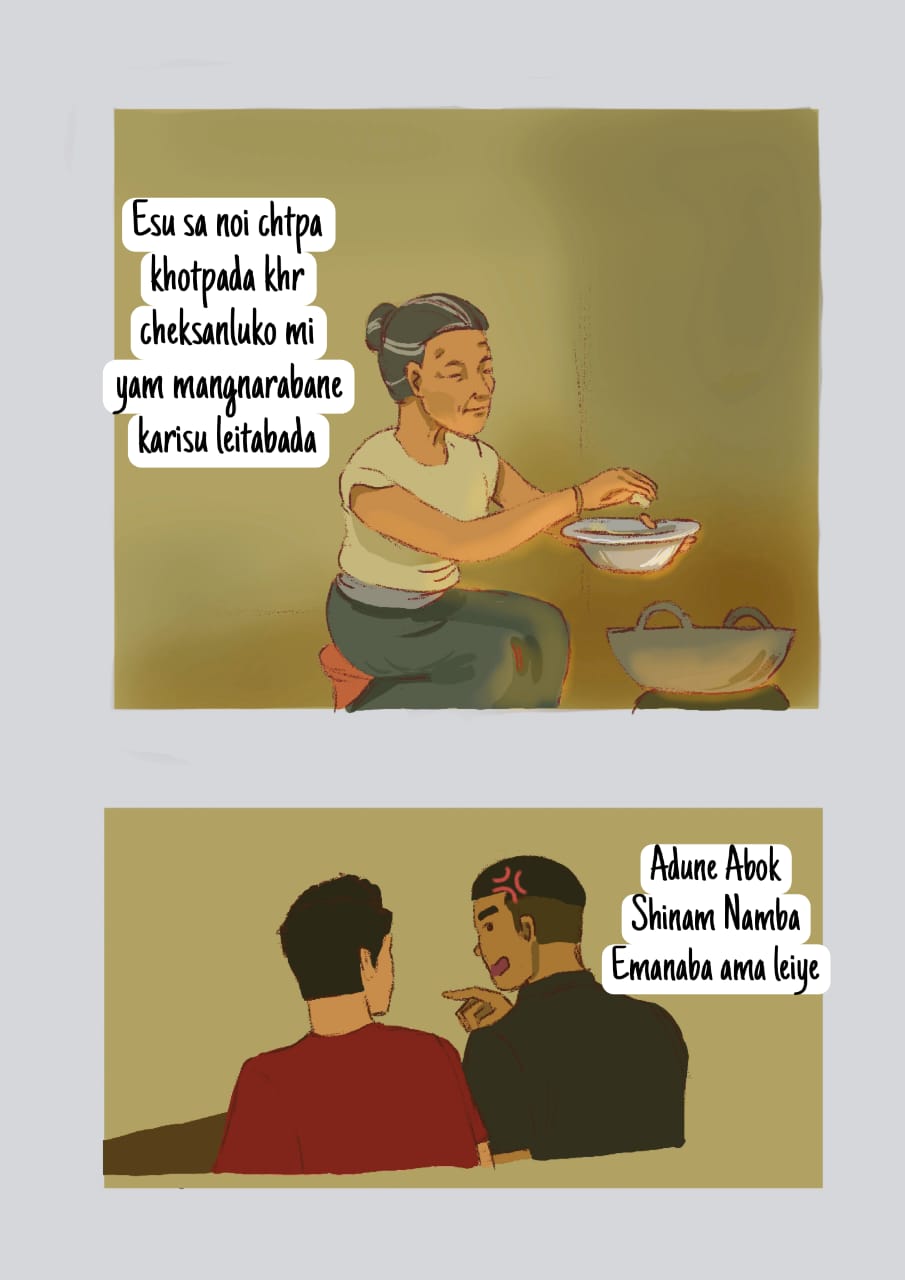 Esu sa noi chtpa
khotpada khr
cheksanluko mi
yam mangnarabane
karisu leitabada
Adune Abok
Shinam Namba
Emanaba ama leiye